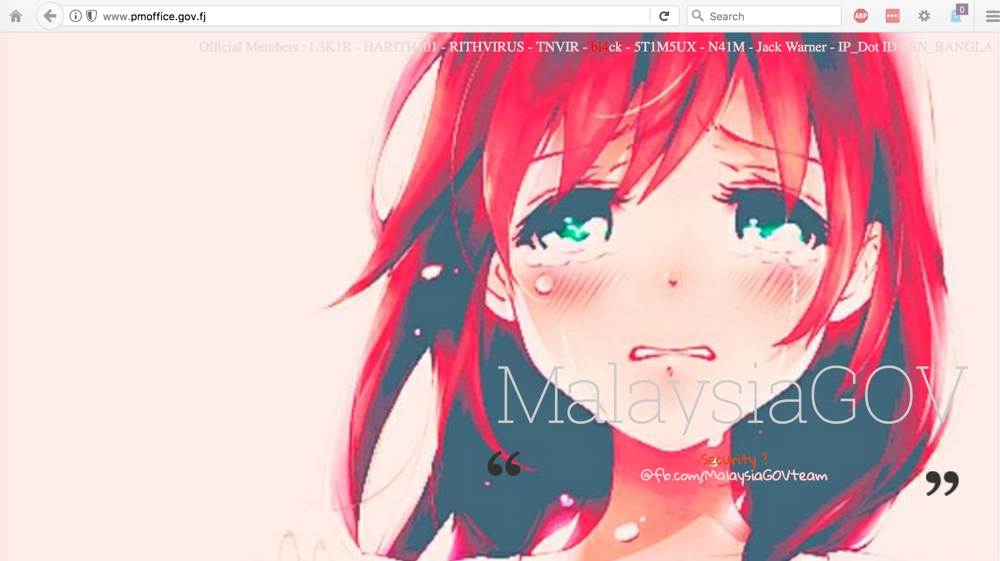 www.pmoffice.gov.fj
Search
ABP
0
Official Members : L3K1R - HARITH101 - RITHVIRUS - TNVIR - bl4ck - 5T1M5UX - N41M - Jack Warner - IP_Dot ID - EN_BANGLA
MalaysiaGOV
“
Security ?
@fb.com/MalaysiaGOVteam
”